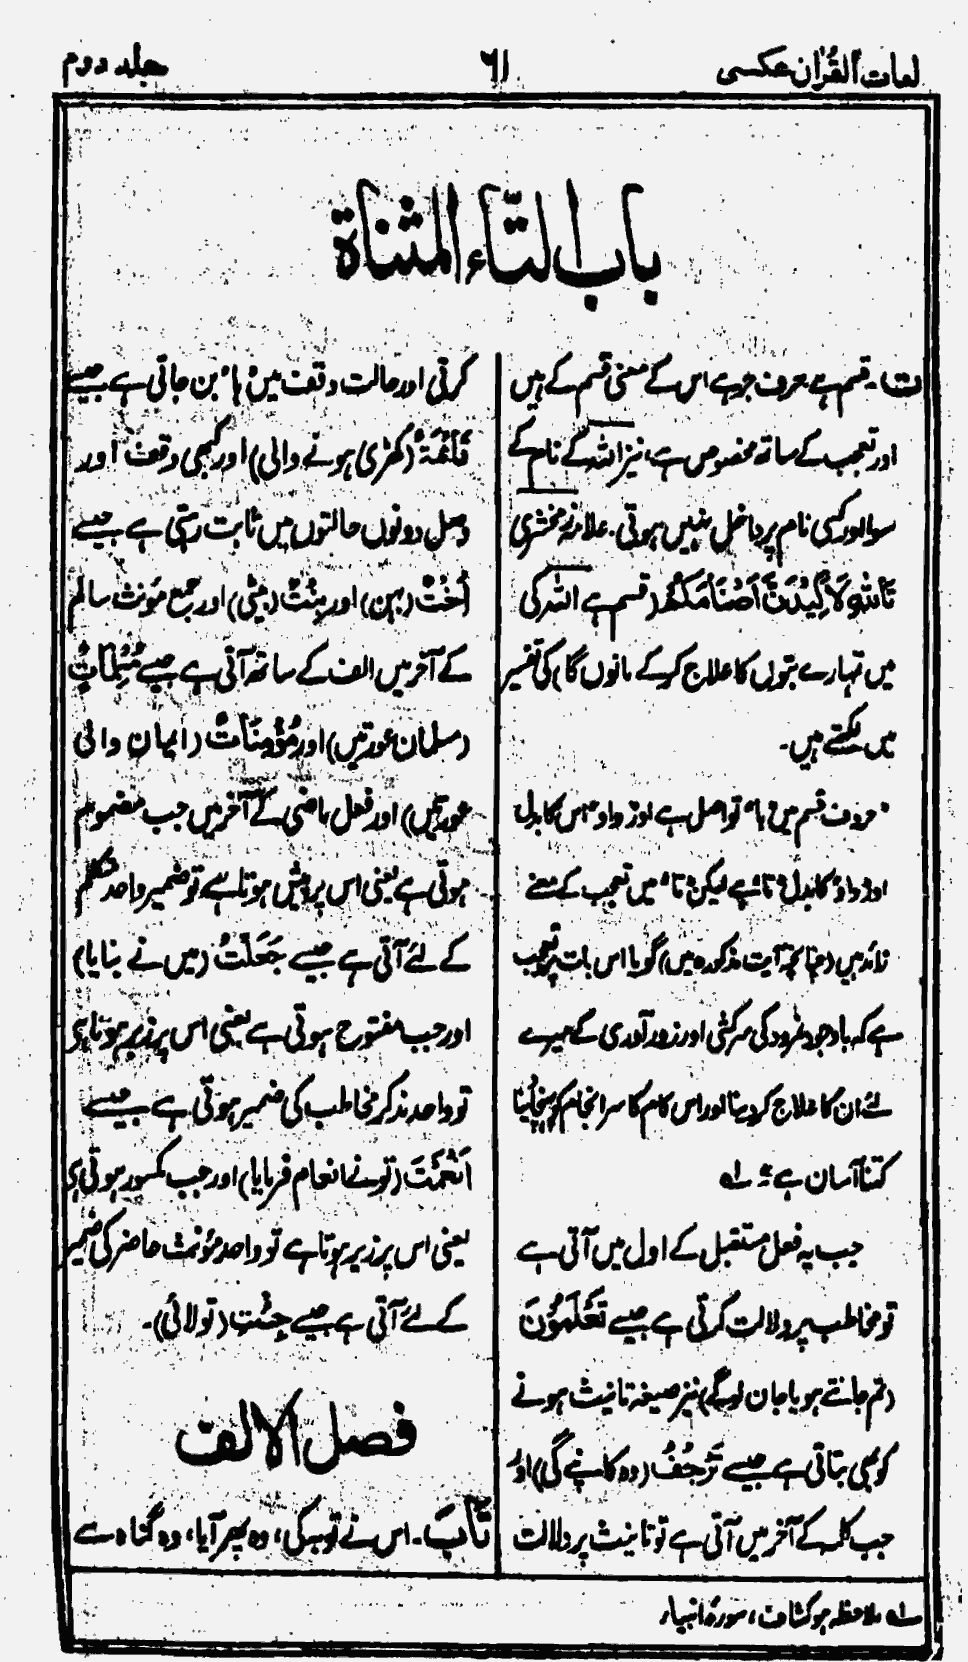 لغات القرآن عکسی
۶۱
جلد دوم
باب التّاء المثناة
ت۔ قسم ہے حرف جر ہے اس کے معنی قسم کے ہیں
اور تعجب کے ساتھ مخصوص ہے، نیز اللہ کے نام کے
سوا اور کسی نام پر داخل نہیں ہوتی۔ علامہ زمخشری
تَاللّٰهِ لَاَكِيْدَنَّ اَصْنَامَكُمْ (قسم ہے اللہ کی
میں تمہارے بتوں کا علاج کر کے مانوں گا) کی تفسیر
میں لکھتے ہیں۔
"حروف قسم میں "با" تو اصل ہے اور "واو" اس کا بدل
اور "واو" کا بدل "تا" ہے لیکن "تا" میں تعجب کے معنے
زائد ہیں (چنانچہ آیت مذکورہ میں) گویا اس بات پر تعجب
ہے کہ باوجود نمرود کی سرکشی اور زور آوری کے میرے
لئے ان کا علاج کر دینا اور اس کام کا سرانجام کو پہنچا لینا
کتنا آسان ہے" لہ
جب یہ فعل مستقبل کے اول میں آتی ہے
تو مخاطب پر دلالت کرتی ہے جیسے تَعْلَمُوْنَ
(تم جانتے ہو یا جان لو گے) نیز صیغہ تانیث ہونے
کو بھی بتاتی ہے جیسے تَرْجُفُ (وہ کانپے گی) اور
جب کلمہ کے آخر میں آتی ہے تو تانیث پر دلالت
کرتی اور حالت وقف میں "ہا" بن جاتی ہے جیسے
قَائِمَةٌ (کھڑی ہونے والی) اور کبھی وقف اور
وصل دونوں حالتوں میں ثابت رہتی ہے جیسے
اُخْتٌ (بہن) اور بِنْتٌ (بیٹی) اور جمع مؤنث سالم
کے آخر میں الف کے ساتھ آتی ہے جیسے مُسْلِمَاتٌ
(مسلمان عورتیں) اور مُؤْمِنَاتٌ (ایمان والی
عورتیں) اور فعل ماضی کے آخر میں جب مضموم
ہوتی ہے یعنی اس پر پیش ہوتا ہے تو ضمیر واحد متکلم
کے لئے آتی ہے جیسے جَعَلْتُ (میں نے بنایا)
اور جب مفتوح ہوتی ہے یعنی اس پر زبر ہوتا ہے
تو واحد مذکر مخاطب کی ضمیر ہوتی ہے جیسے
اَنْعَمْتَ (تو نے انعام فرمایا) اور جب مکسور ہوتی ہے
یعنی اس پر زیر ہوتا ہے تو واحد مؤنث حاضر کی ضمیر
کے لئے آتی ہے جیسے جِئْتِ (تو لائی)۔
فصل الالف
تَابَ۔ اس نے توبہ کی، وہ پھر آیا، وہ گناہ سے
لہ ملاحظہ ہو کشاف، سورۂ انبیاء،